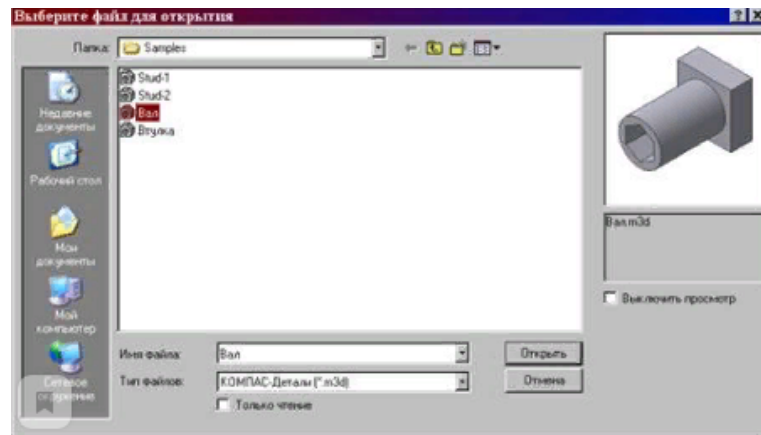 Выберите файл для открытия
Папка: Samples
Недавние
документы
Рабочий стол
Мои
документы
Мой
компьютер
Сетевое
окружение
Stud-1
Stud-2
Вал
Втулка
Вал.m3d
Выключить просмотр
Имя файла: Вал Открыть
Тип файлов: КОМПАС-Детали (*.m3d) Отмена
Только чтение